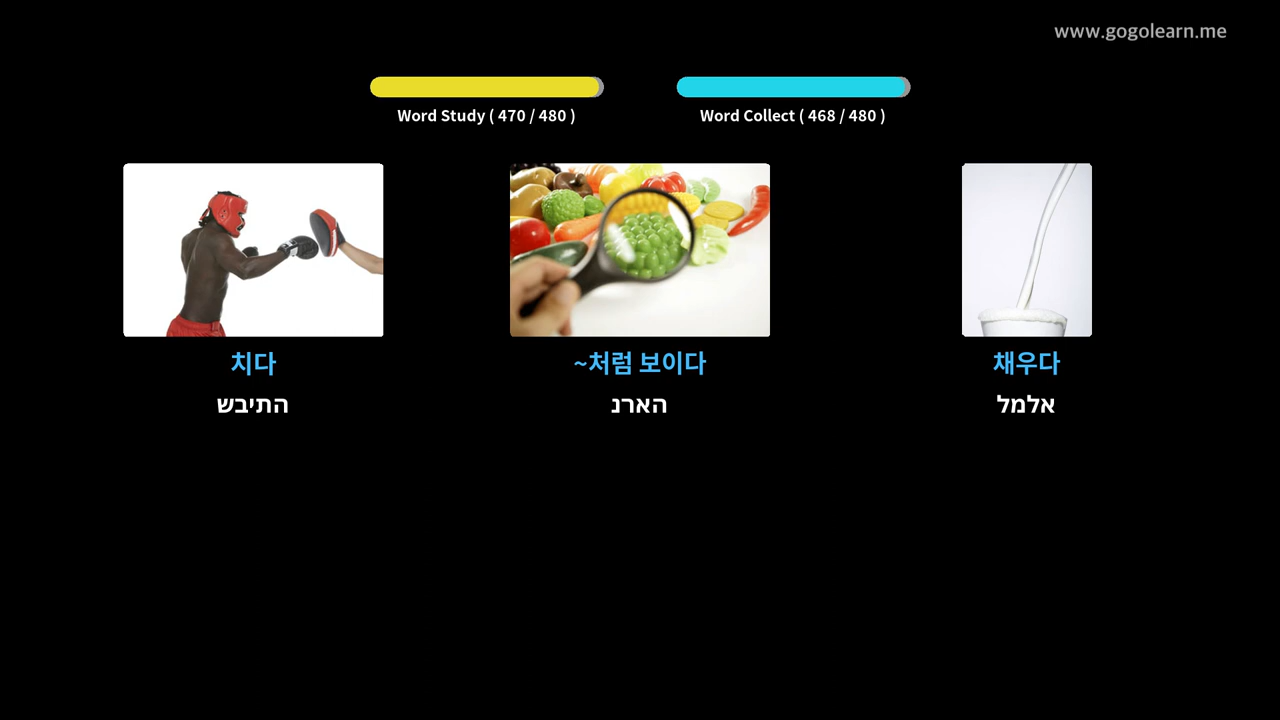 www.gogolearn.me
Word Study ( 470 / 480 )
Word Collect ( 468 / 480 )
치다
התיבש
~처럼 보이다
הארנ
채우다
אלמל